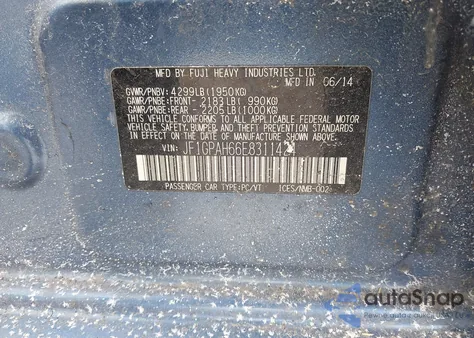 MFD BY FUJI HEAVY INDUSTRIES LTD.
MFD IN 06/14
GVWR/PNBV: 4299LB(1950KG)
GAWR/PNBE:FRONT- 2183LB( 990KG)
GAWR/PNBE:REAR - 2205LB(1000KG)
THIS VEHICLE CONFORMS TO ALL APPLICABLE FEDERAL MOTOR
VEHICLE SAFETY, BUMPER, AND THEFT PREVENTION STANDARDS
IN EFFECT ON THE DATE OF MANUFACTURE SHOWN ABOVE.
VIN:
PASSENGER CAR TYPE:PC/VT ICES/NMB-002
autoSnap